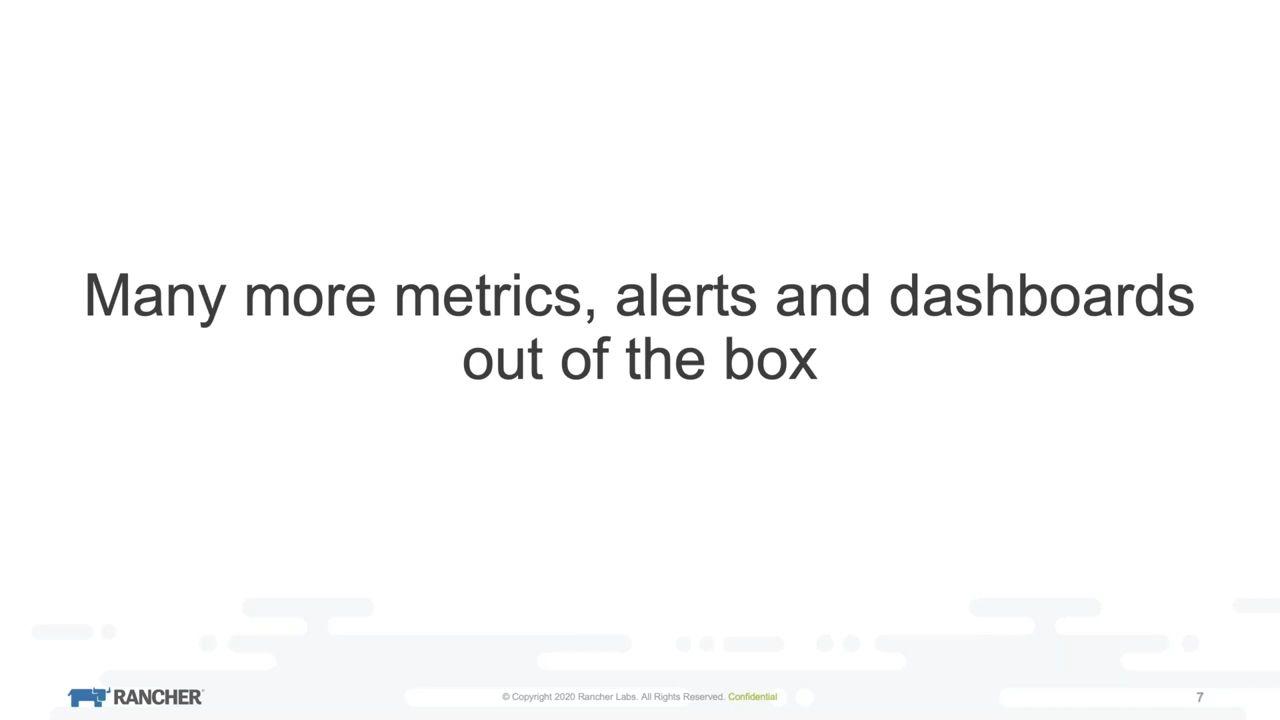 Many more metrics, alerts and dashboards
out of the box
RANCHER
© Copyright 2020 Rancher Labs. All Rights Reserved. Confidential
7